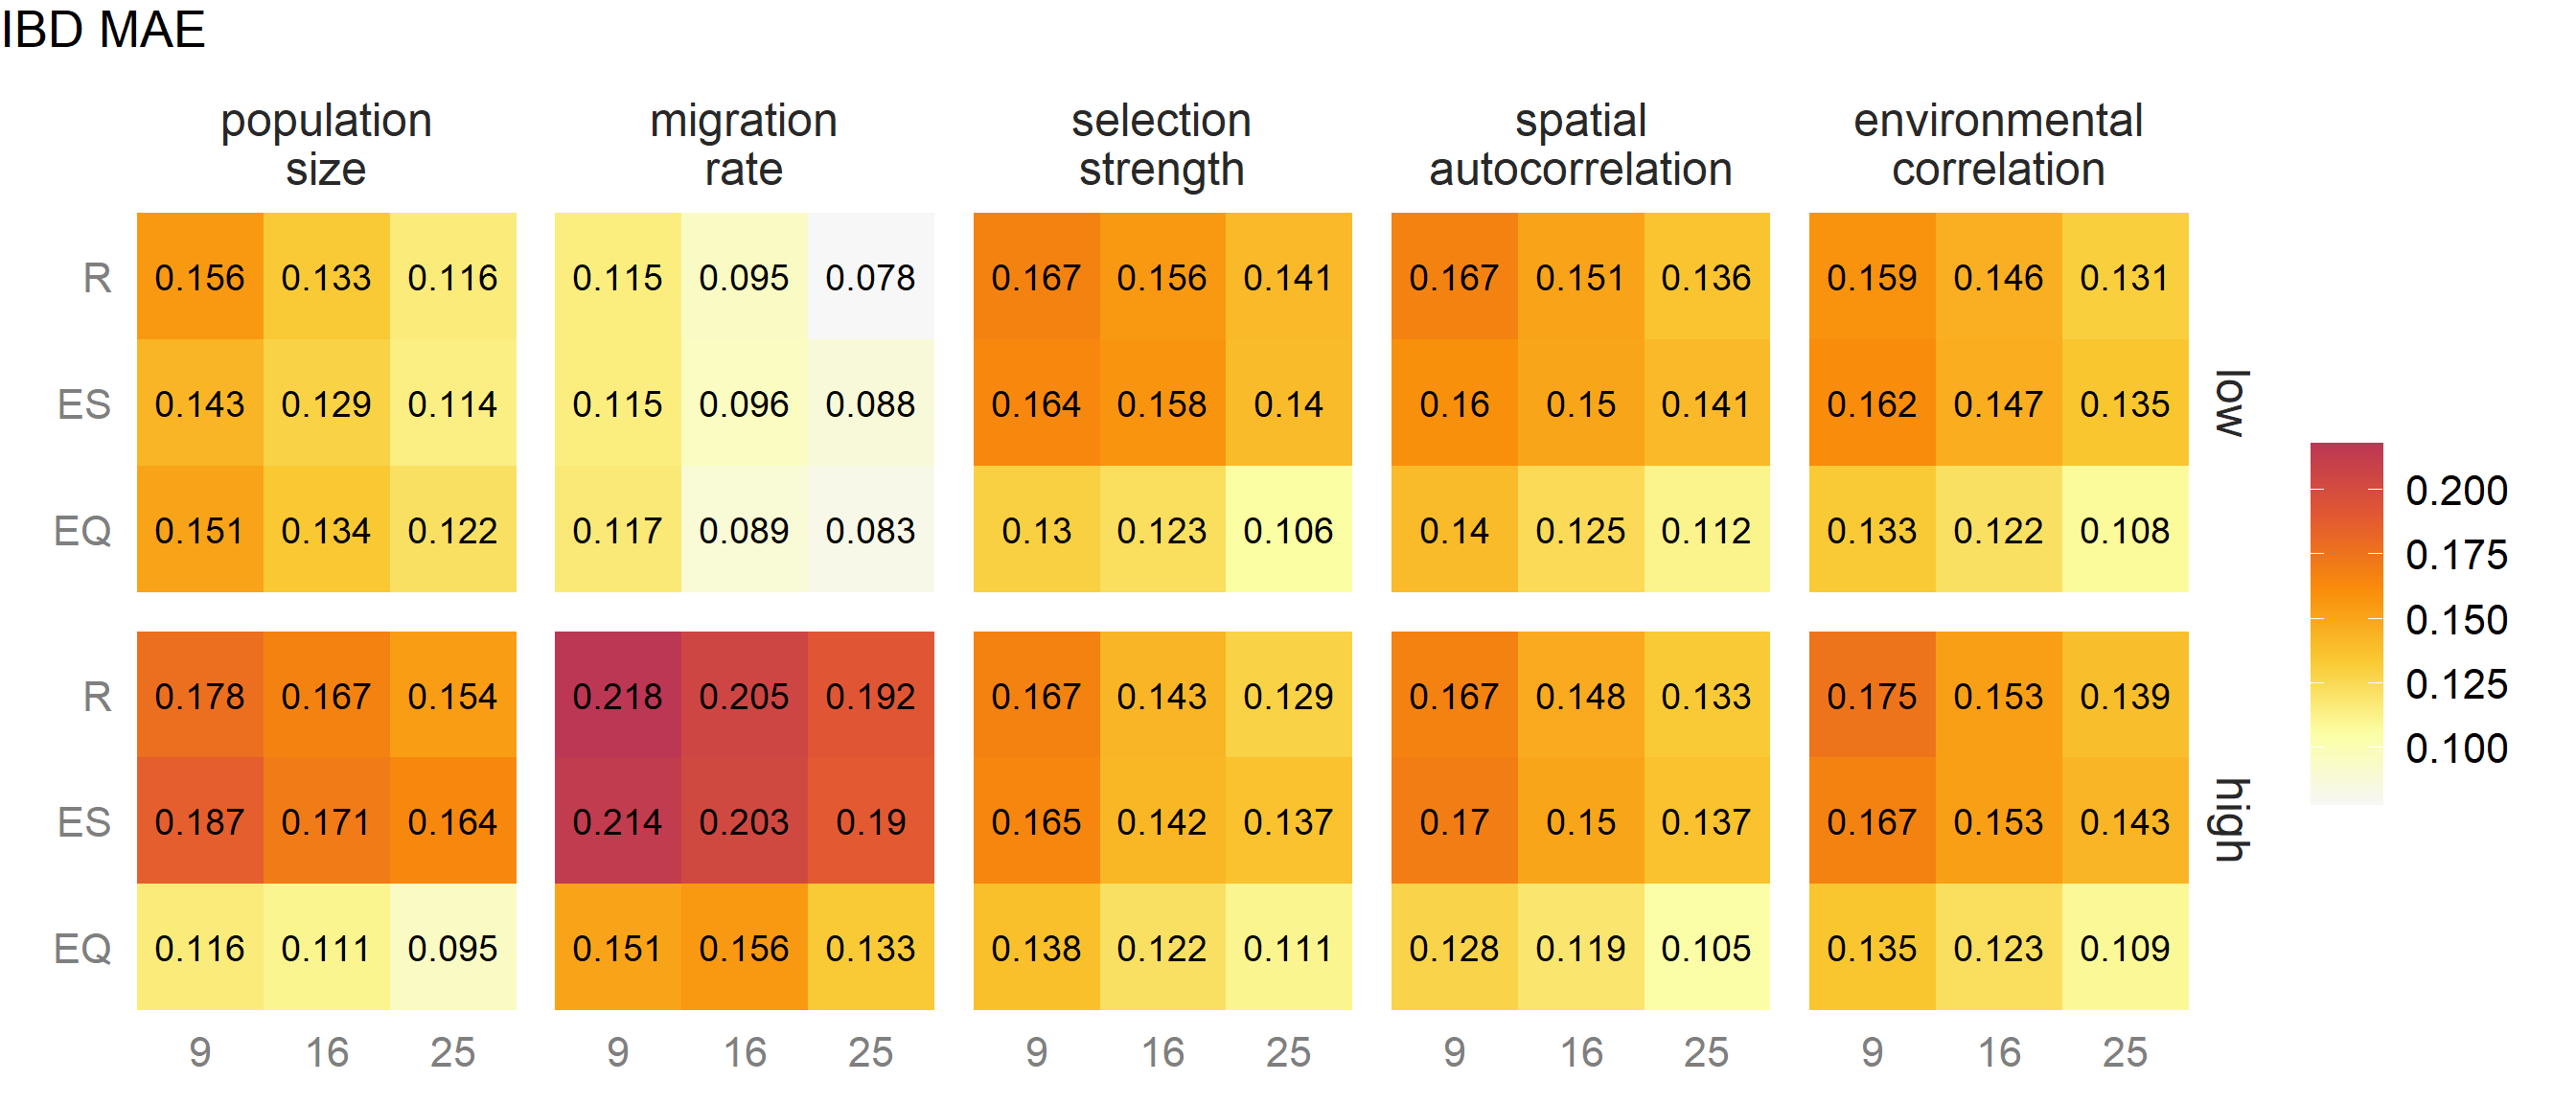 IBD MAE
population size
migration rate
selection strength
spatial autocorrelation
environmental correlation
R 0.156 0.133 0.116 0.115 0.095 0.078 0.167 0.156 0.141 0.167 0.151 0.136 0.159 0.146 0.131
ES 0.143 0.129 0.114 0.115 0.096 0.088 0.164 0.158 0.14 0.16 0.15 0.141 0.162 0.147 0.135
EQ 0.151 0.134 0.122 0.117 0.089 0.083 0.13 0.123 0.106 0.14 0.125 0.112 0.133 0.122 0.108
low
R 0.178 0.167 0.154 0.218 0.205 0.192 0.167 0.143 0.129 0.167 0.148 0.133 0.175 0.153 0.139
ES 0.187 0.171 0.164 0.214 0.203 0.19 0.165 0.142 0.137 0.17 0.15 0.137 0.167 0.153 0.143
EQ 0.116 0.111 0.095 0.151 0.156 0.133 0.138 0.122 0.111 0.128 0.119 0.105 0.135 0.123 0.109
high
9 16 25 9 16 25 9 16 25 9 16 25 9 16 25
0.200
0.175
0.150
0.125
0.100